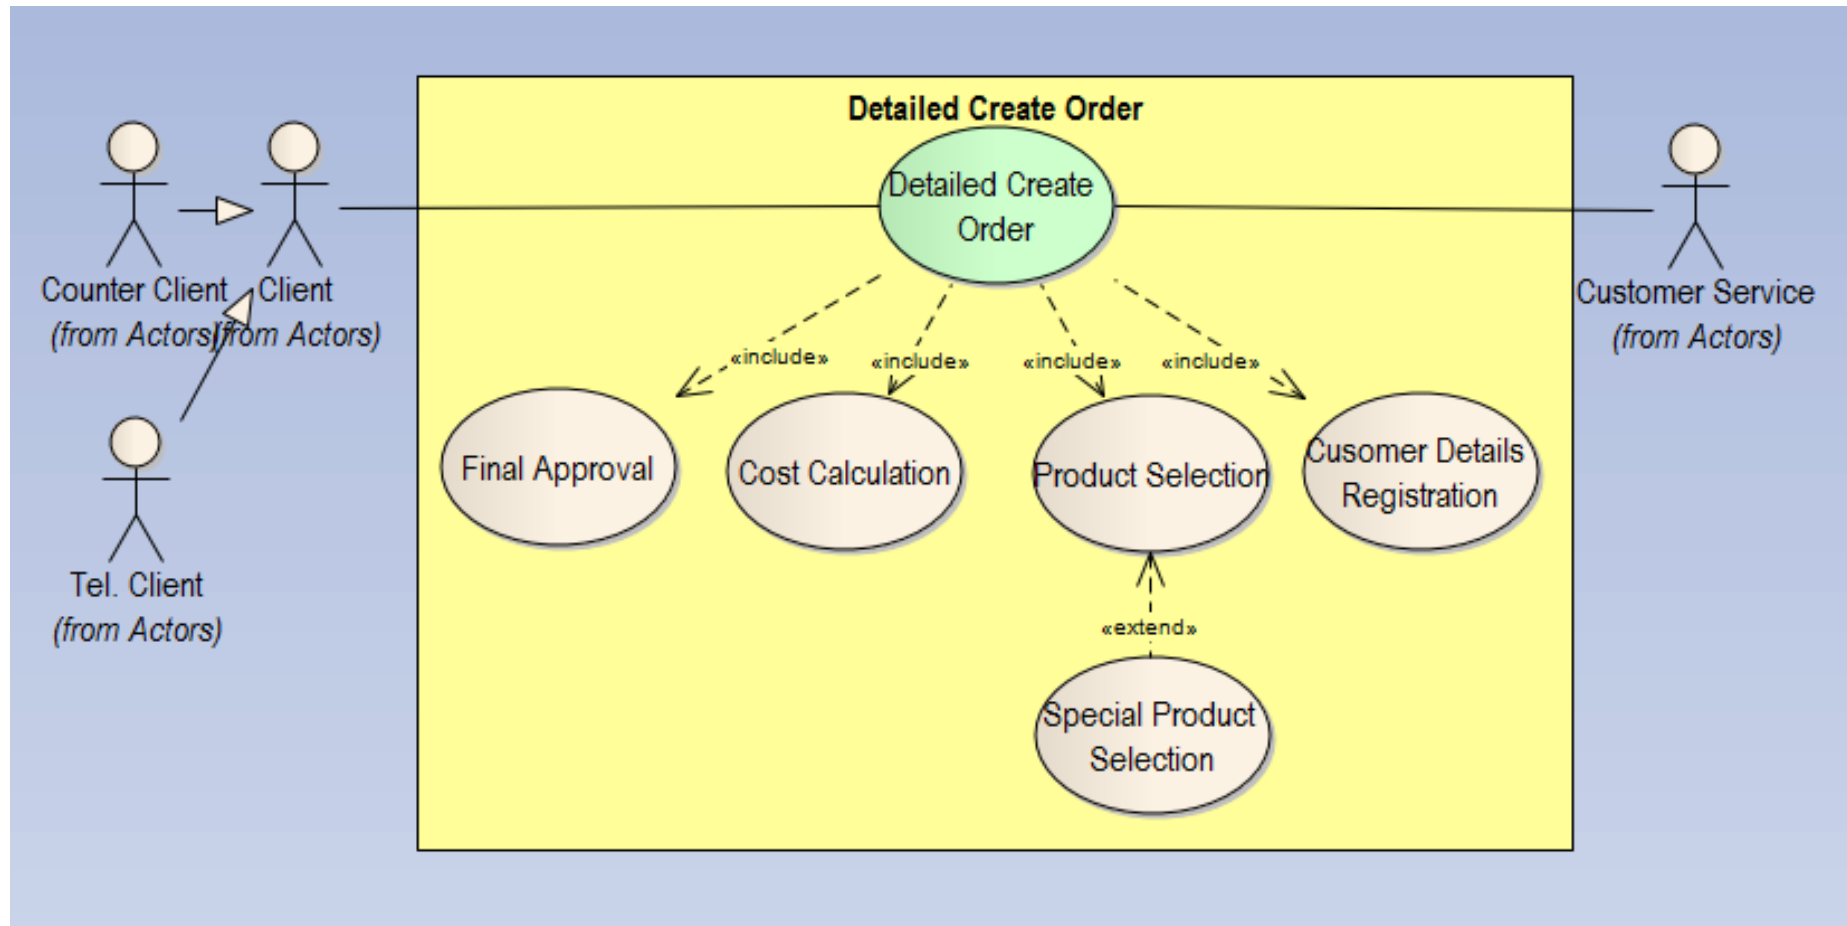 Detailed Create Order
Detailed Create
Order
Counter Client
(from Actors)
Client
(from Actors)
Customer Service
(from Actors)
«include»
«include»
«include»
«include»
Final Approval
Cost Calculation
Product Selection
Cusomer Details
Registration
Tel. Client
(from Actors)
«extend»
Special Product
Selection